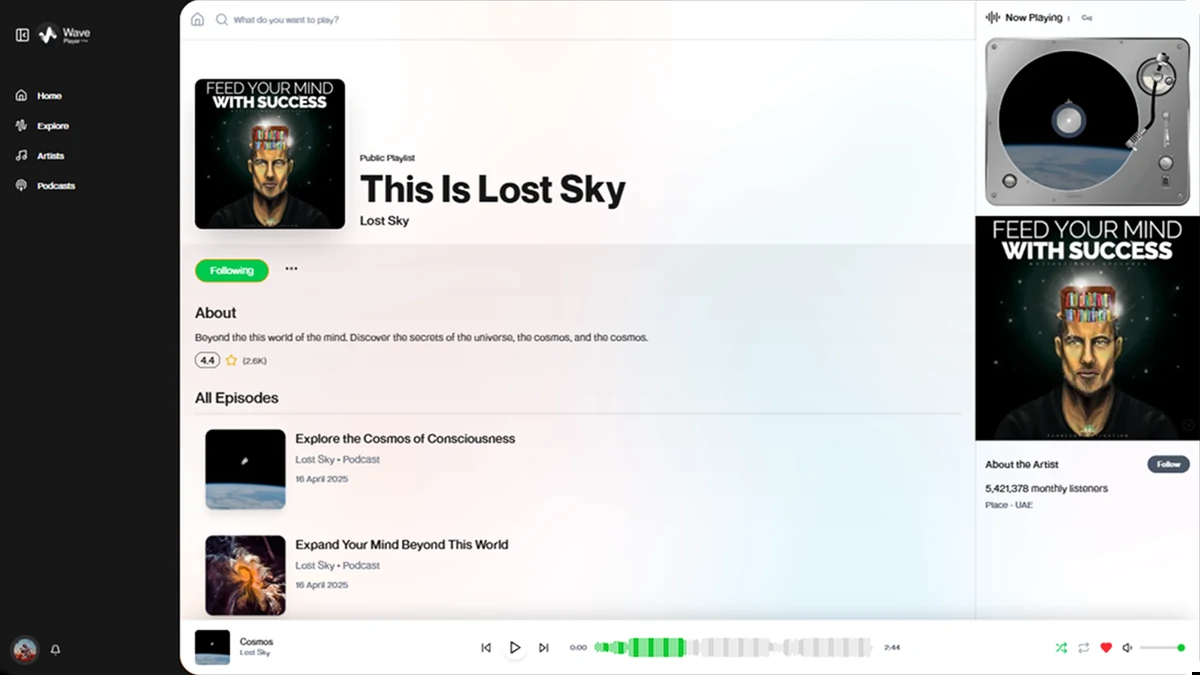 Wave
Home
Explore
Artists
Podcasts
What do you want to play?
FEED YOUR MIND
WITH SUCCESS
Public Playlist
This Is Lost Sky
Lost Sky
Following
About
Beyond the this world of the mind. Discover the secrets of the universe, the cosmos, and the cosmos.
4.4 (2.6K)
All Episodes
Explore the Cosmos of Consciousness
Lost Sky • Podcast
16 April 2025
Expand Your Mind Beyond This World
Lost Sky • Podcast
16 April 2025
Now Playing
FEED YOUR MIND
WITH SUCCESS
About the Artist
Follow
5,421,378 monthly listeners
Place - UAE
Cosmos
Lost Sky
0:00
2:44